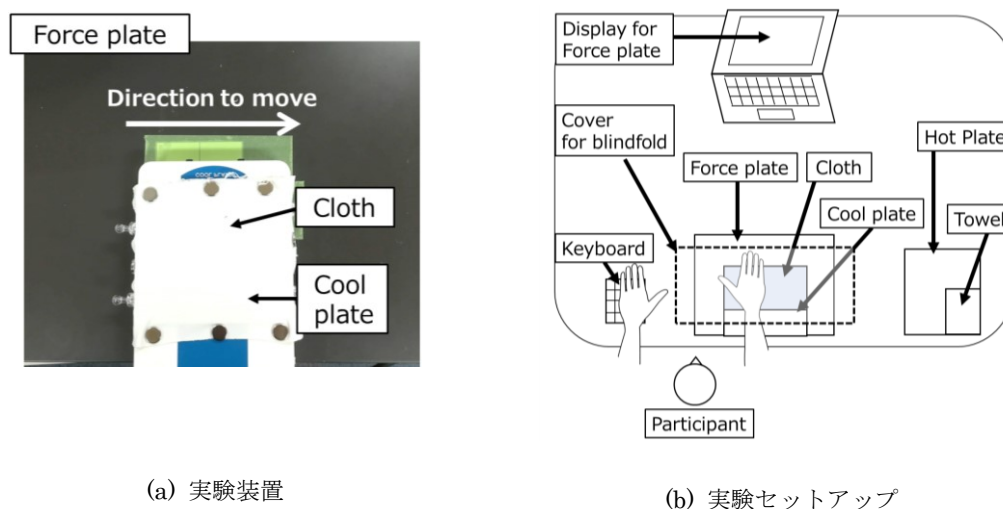 Force plate
Direction to move
Cloth
Cool
plate
(a) 実験装置
Display for
Force plate
Cover
for blindfold
Hot Plate
Force plate
Cloth
Cool plate
Towel
Keyboard
Participant
(b) 実験セットアップ